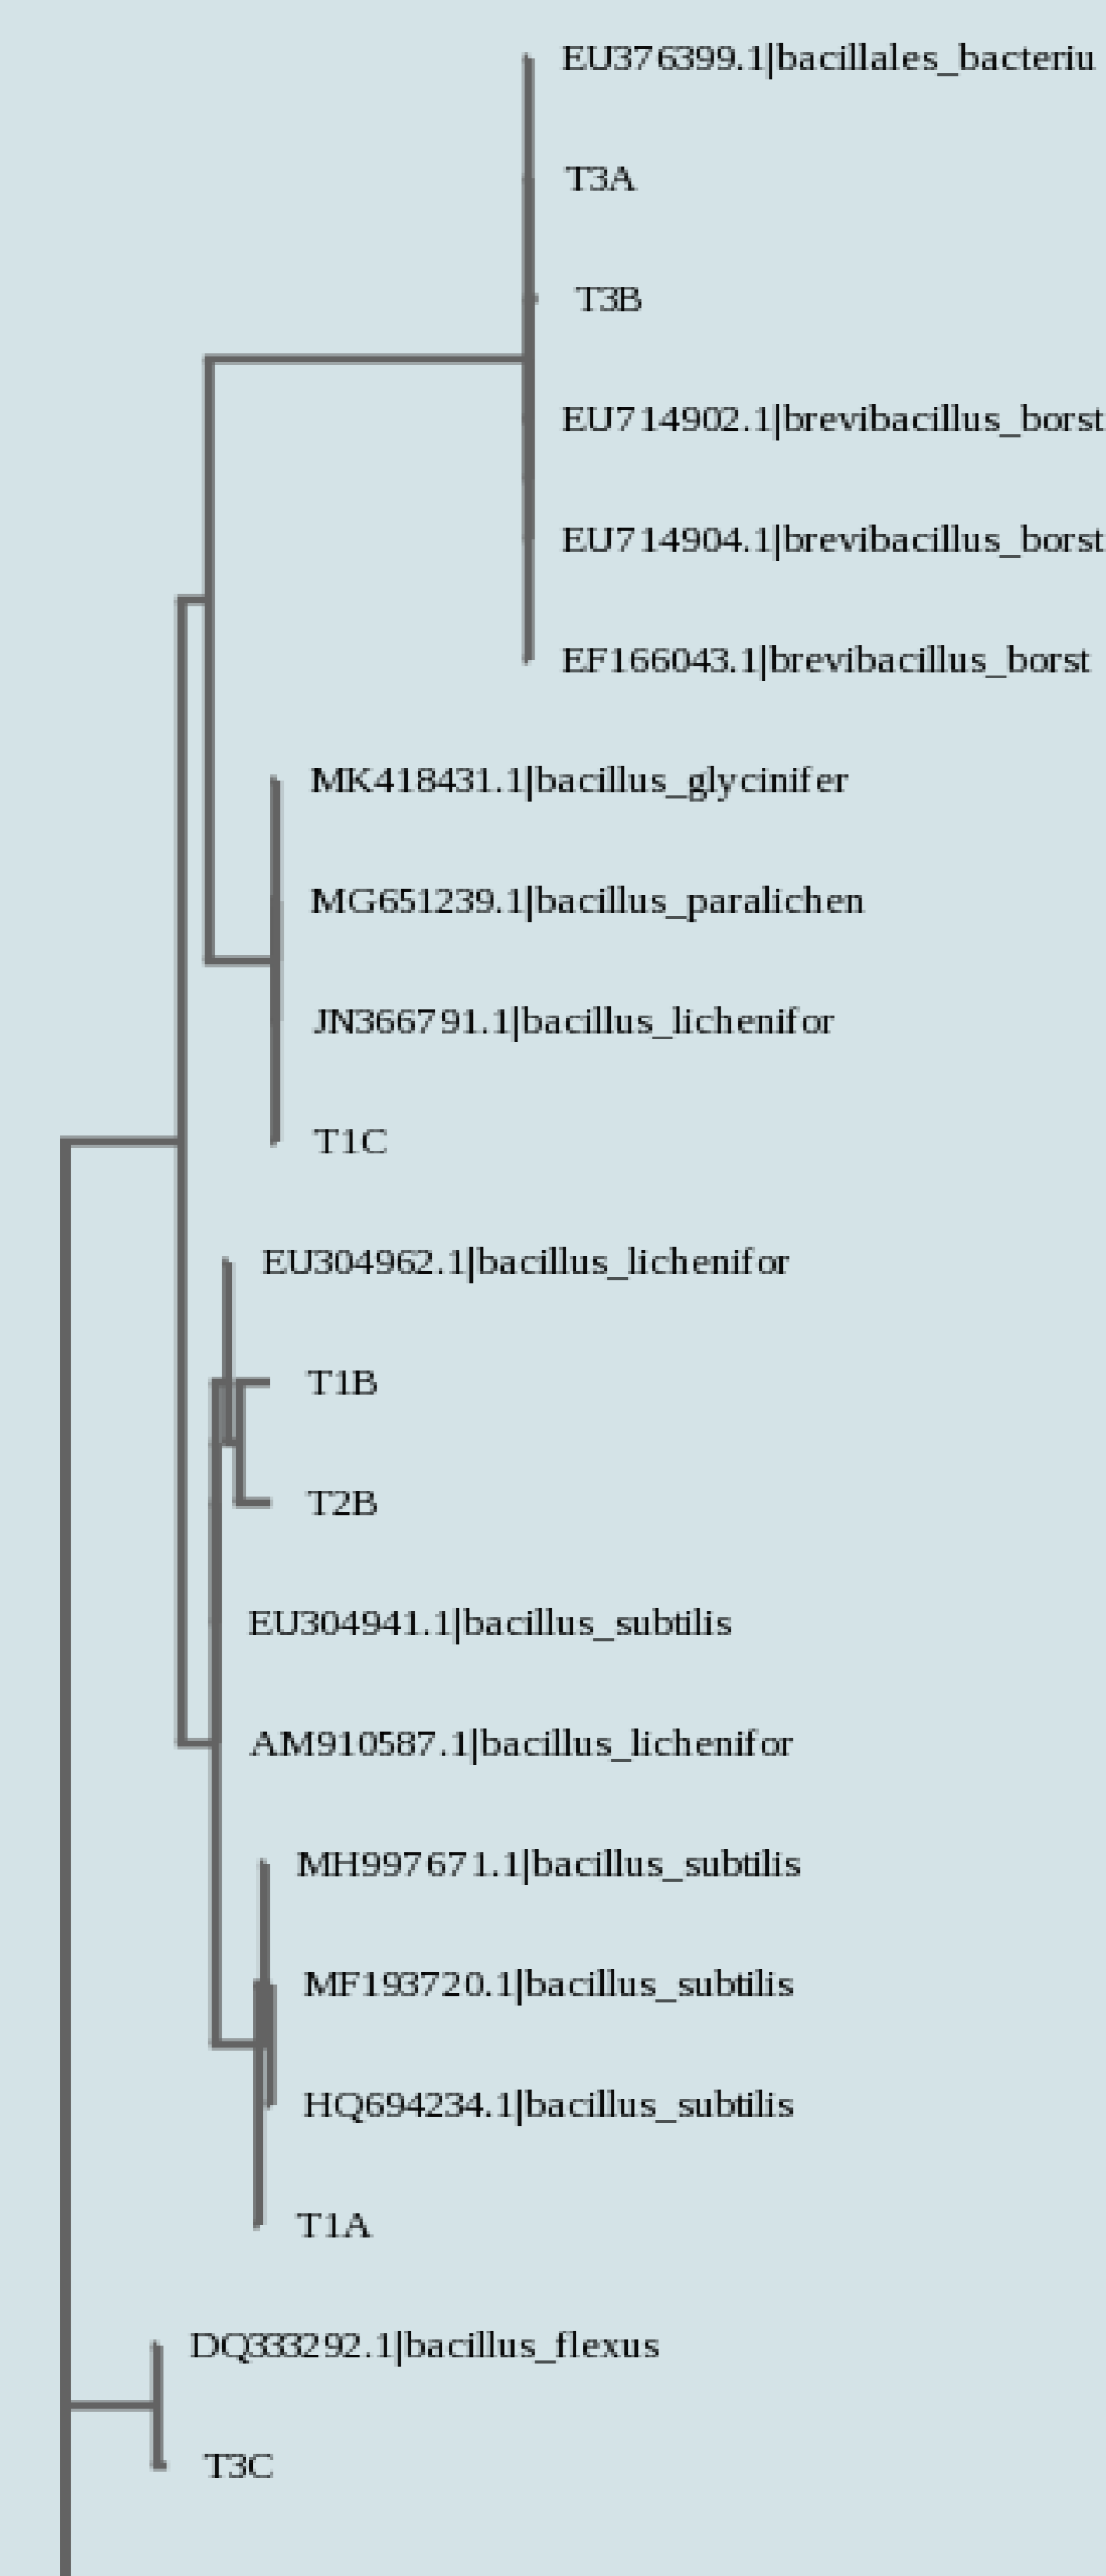 EU376399.1|bacillales_bacteriu
T3A
T3B
EU714902.1|brevibacillus_borst
EU714904.1|brevibacillus_borst
EF166043.1|brevibacillus_borst
MK418431.1|bacillus_glycinifer
MG651239.1|bacillus_paralichen
JN366791.1|bacillus_lichenifor
T1C
EU304962.1|bacillus_lichenifor
T1B
T2B
EU304941.1|bacillus_subtilis
AM910587.1|bacillus_lichenifor
MH997671.1|bacillus_subtilis
MF193720.1|bacillus_subtilis
HQ694234.1|bacillus_subtilis
T1A
DQ333292.1|bacillus_flexus
T3C